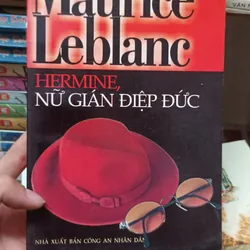 Maurice
Leblanc
HERMINE,
NỮ GIÁN ĐIỆP ĐỨC
NHÀ XUẤT BẢN CÔNG AN NHÂN DÂN